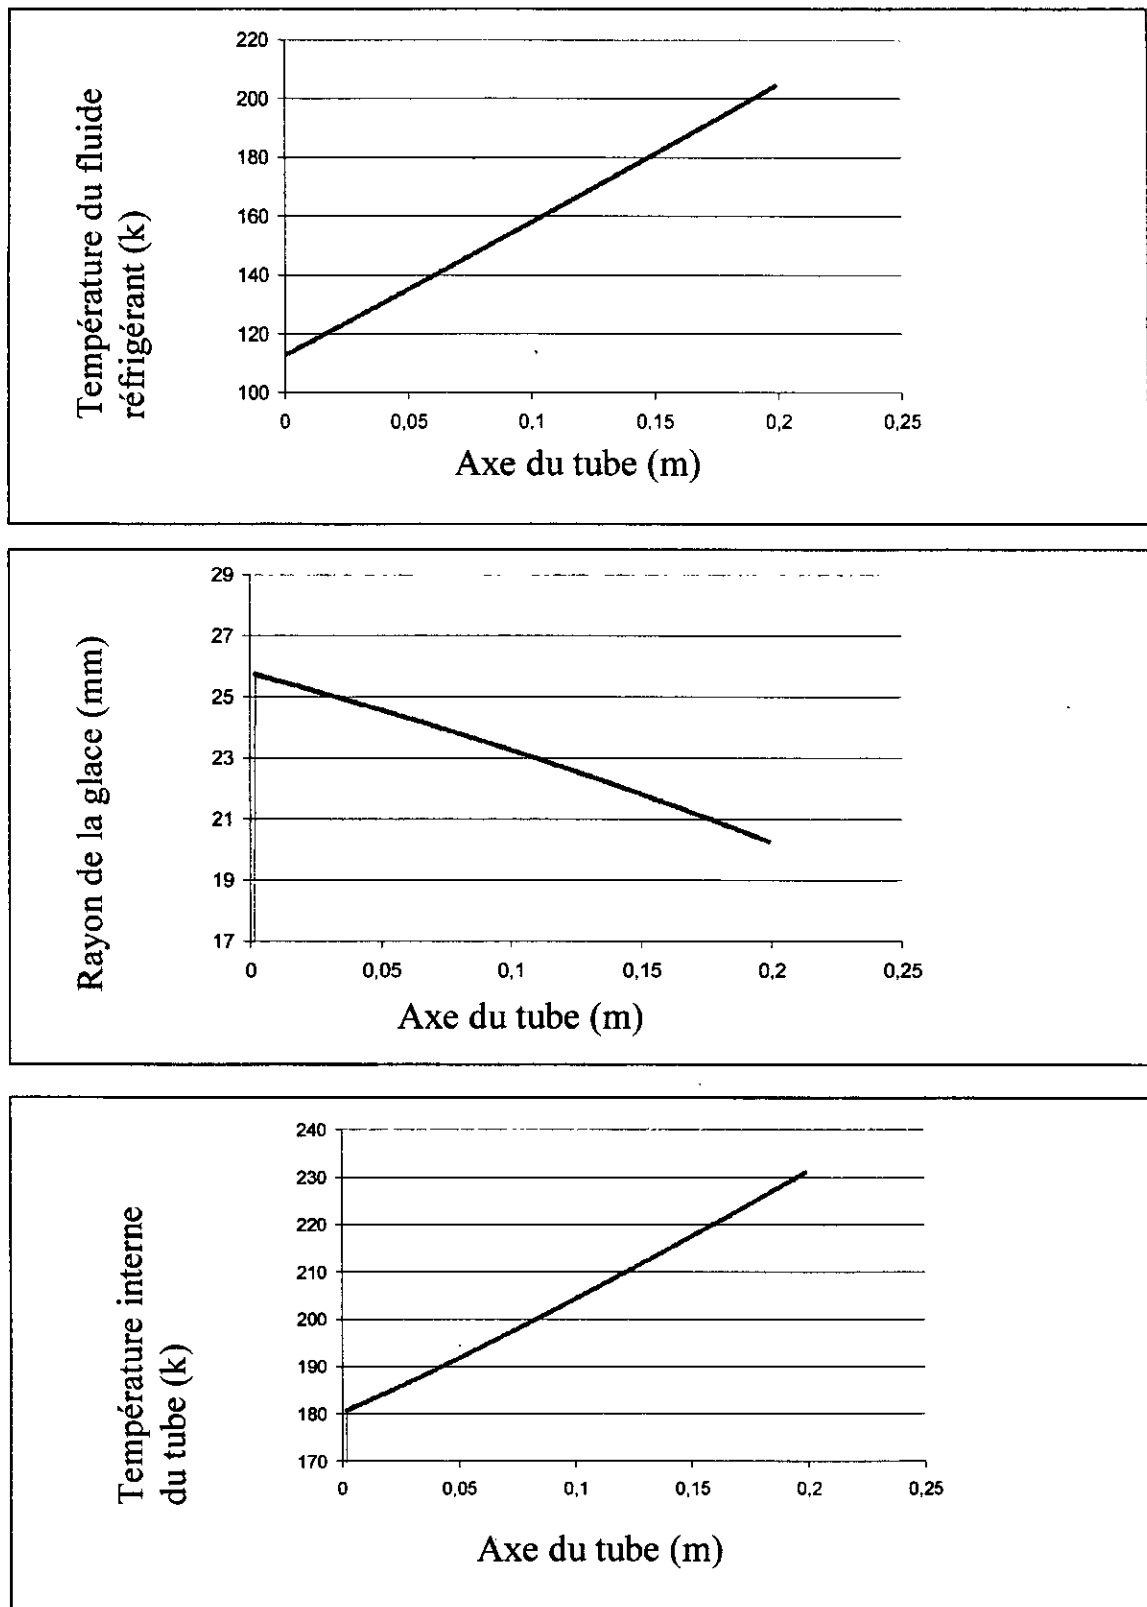 220
200
180
160
140
120
100
0 0,05 0,1 0,15 0,2 0,25
Température du fluide
réfrigérant (k)
Axe du tube (m)
29
27
25
23
21
19
17
0 0,05 0,1 0,15 0,2 0,25
Rayon de la glace (mm)
Axe du tube (m)
240
230
220
210
200
190
180
170
0 0,05 0,1 0,15 0,2 0,25
Température interne
du tube (k)
Axe du tube (m)